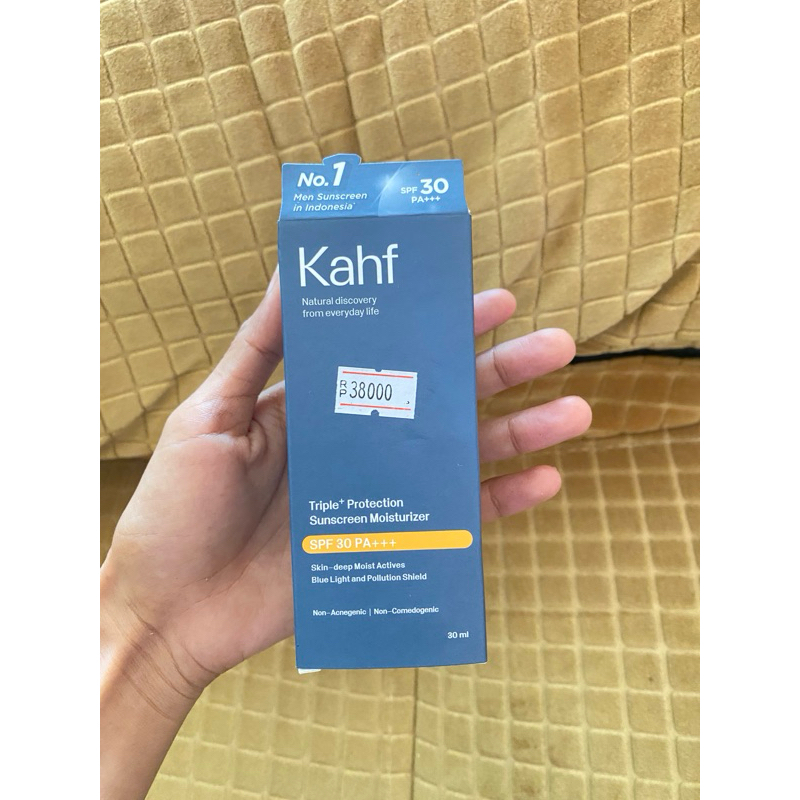 No.1
Men Sunscreen
in Indonesia*
SPF 30
PA+++
Kahf
Natural discovery
from everyday life
RP 38000
Triple+ Protection
Sunscreen Moisturizer
SPF 30 PA+++
Skin-deep Moist Actives
Blue Light and Pollution Shield
Non-Acnegenic | Non-Comedogenic
30 ml